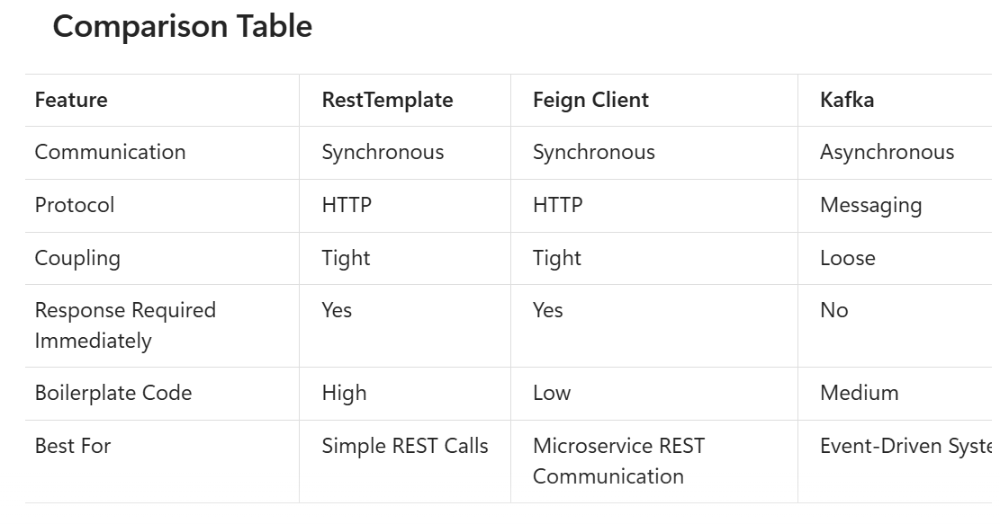 Comparison Table
Feature RestTemplate Feign Client Kafka
Communication Synchronous Synchronous Asynchronous
Protocol HTTP HTTP Messaging
Coupling Tight Tight Loose
Response Required Yes Yes No
Immediately
Boilerplate Code High Low Medium
Best For Simple REST Calls Microservice REST Event-Driven
Communication